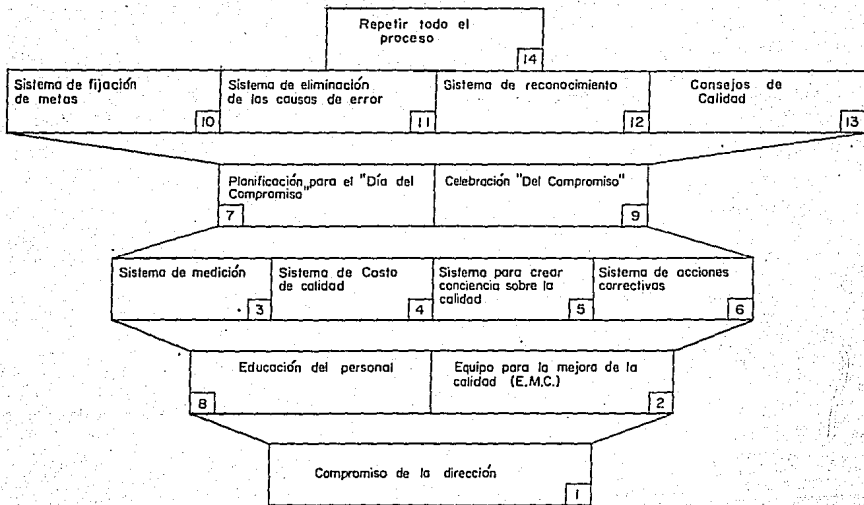 Repetir todo el
proceso
14
Sistema de fijación
de metas
10
Sistema de eliminación
de las causas de error
11
Sistema de reconocimiento
12
Consejos de
Calidad
13
Planificación para el "Día del
Compromiso"
7
Celebración "Del Compromiso"
9
Sistema de medición
3
Sistema de Costo
de calidad
4
Sistema para crear
conciencia sobre la
calidad
5
Sistema de acciones
correctivas
6
Educación del personal
8
Equipo para la mejora de la
calidad (E.M.C.)
2
Compromiso de la dirección
1